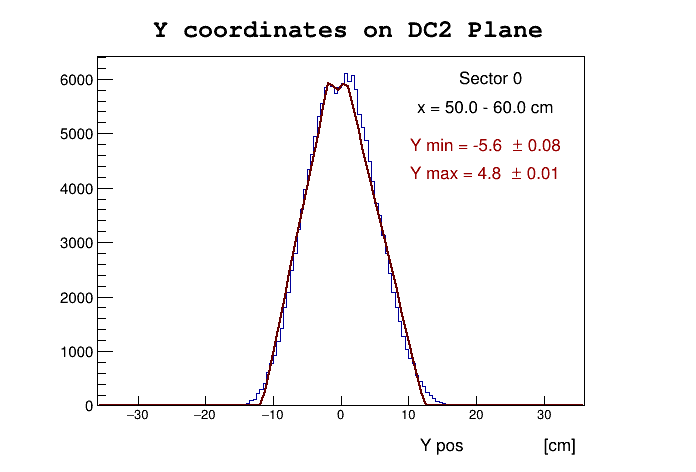 Y coordinates on DC2 Plane
Sector 0
x = 50.0 - 60.0 cm
Y min = -5.6 ± 0.08
Y max = 4.8 ± 0.01
6000
5000
4000
3000
2000
1000
0
−30 −20 −10 0 10 20 30
Y pos [cm]